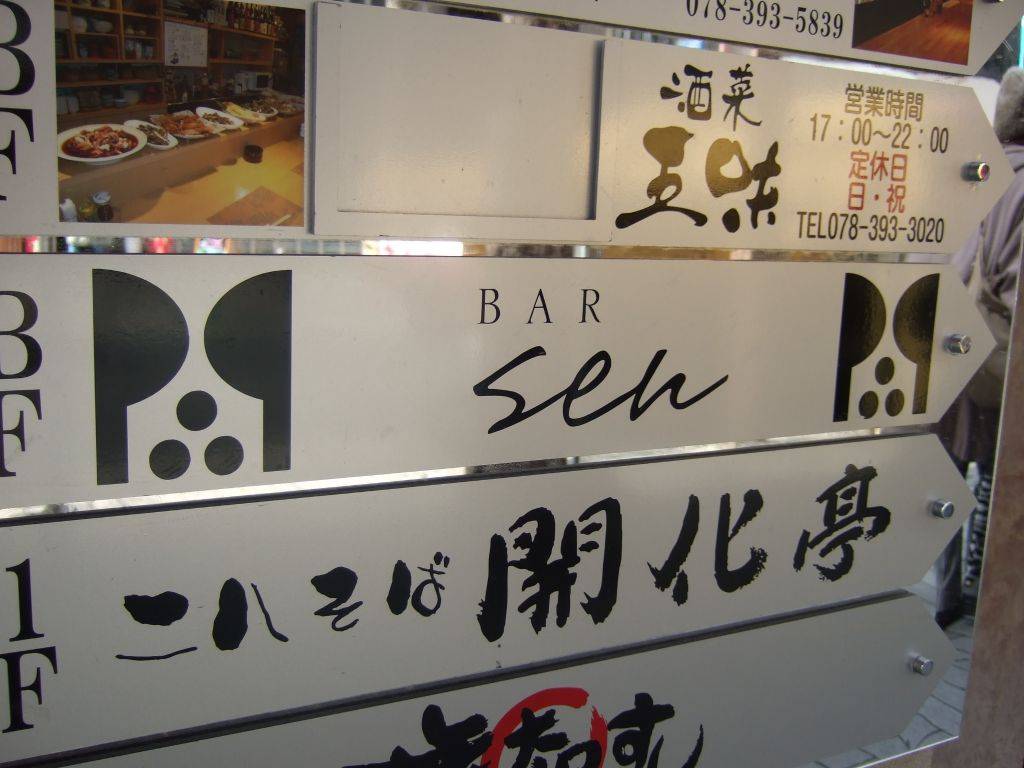 078-393-5839
BF
酒菜
五味
営業時間
17：00～22：00
定休日
日・祝
TEL078-393-3020
BF
BAR
sen
1F
二八そば 開化亭